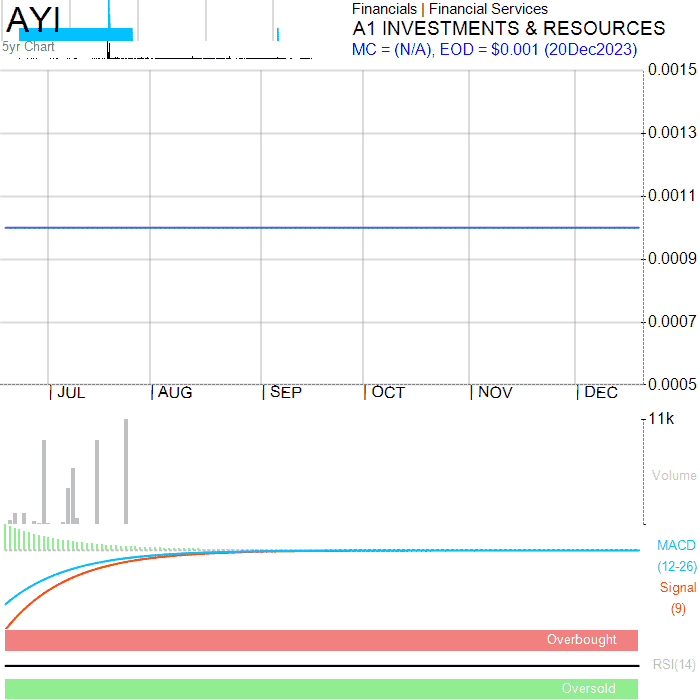 AYI
5yr Chart
Financials | Financial Services
A1 INVESTMENTS & RESOURCES
MC = (N/A), EOD = $0.001 (20Dec2023)
0.0015
0.0013
0.0011
0.0009
0.0007
0.0005
JUL AUG SEP OCT NOV DEC
11k
Volume
MACD
(12-26)
Signal
(9)
Overbought
RSI(14)
Oversold